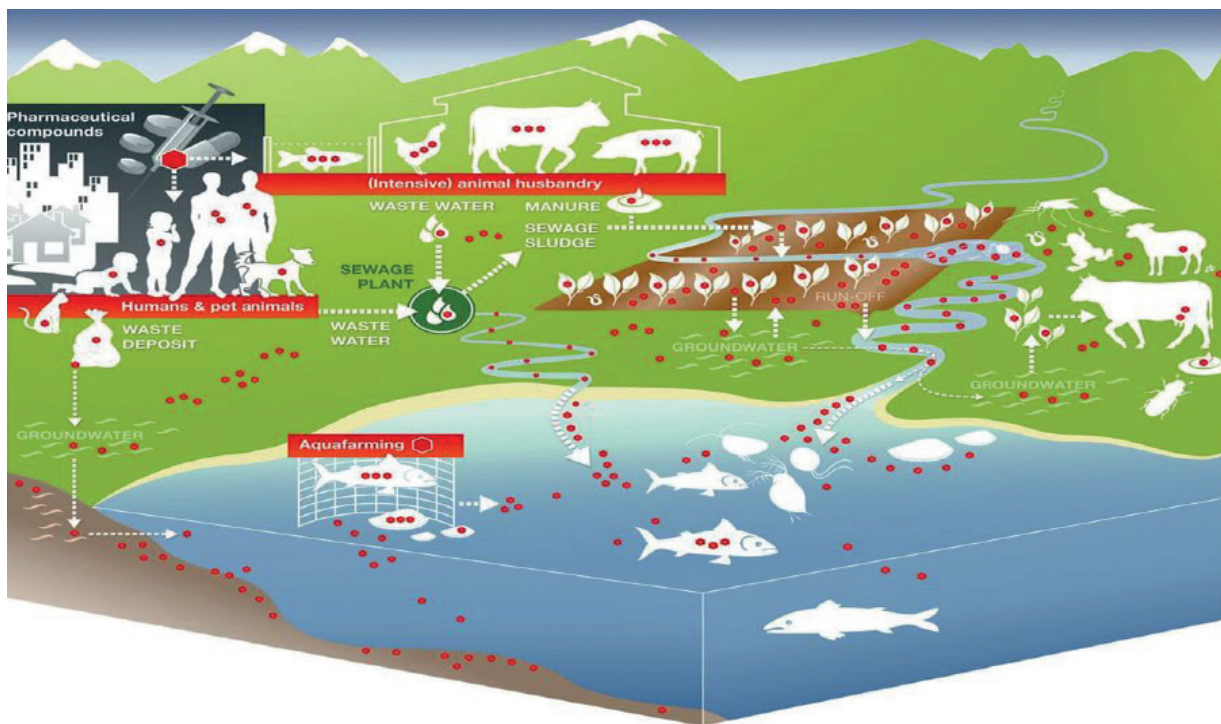 Pharmaceutical
compounds
(Intensive) animal husbandry
WASTE WATER
MANURE
SEWAGE
SLUDGE
SEWAGE
PLANT
Humans & pet animals
WASTE
DEPOSIT
WASTE
WATER
RUN-OFF
GROUNDWATER
GROUNDWATER
GROUNDWATER
Aquafarming